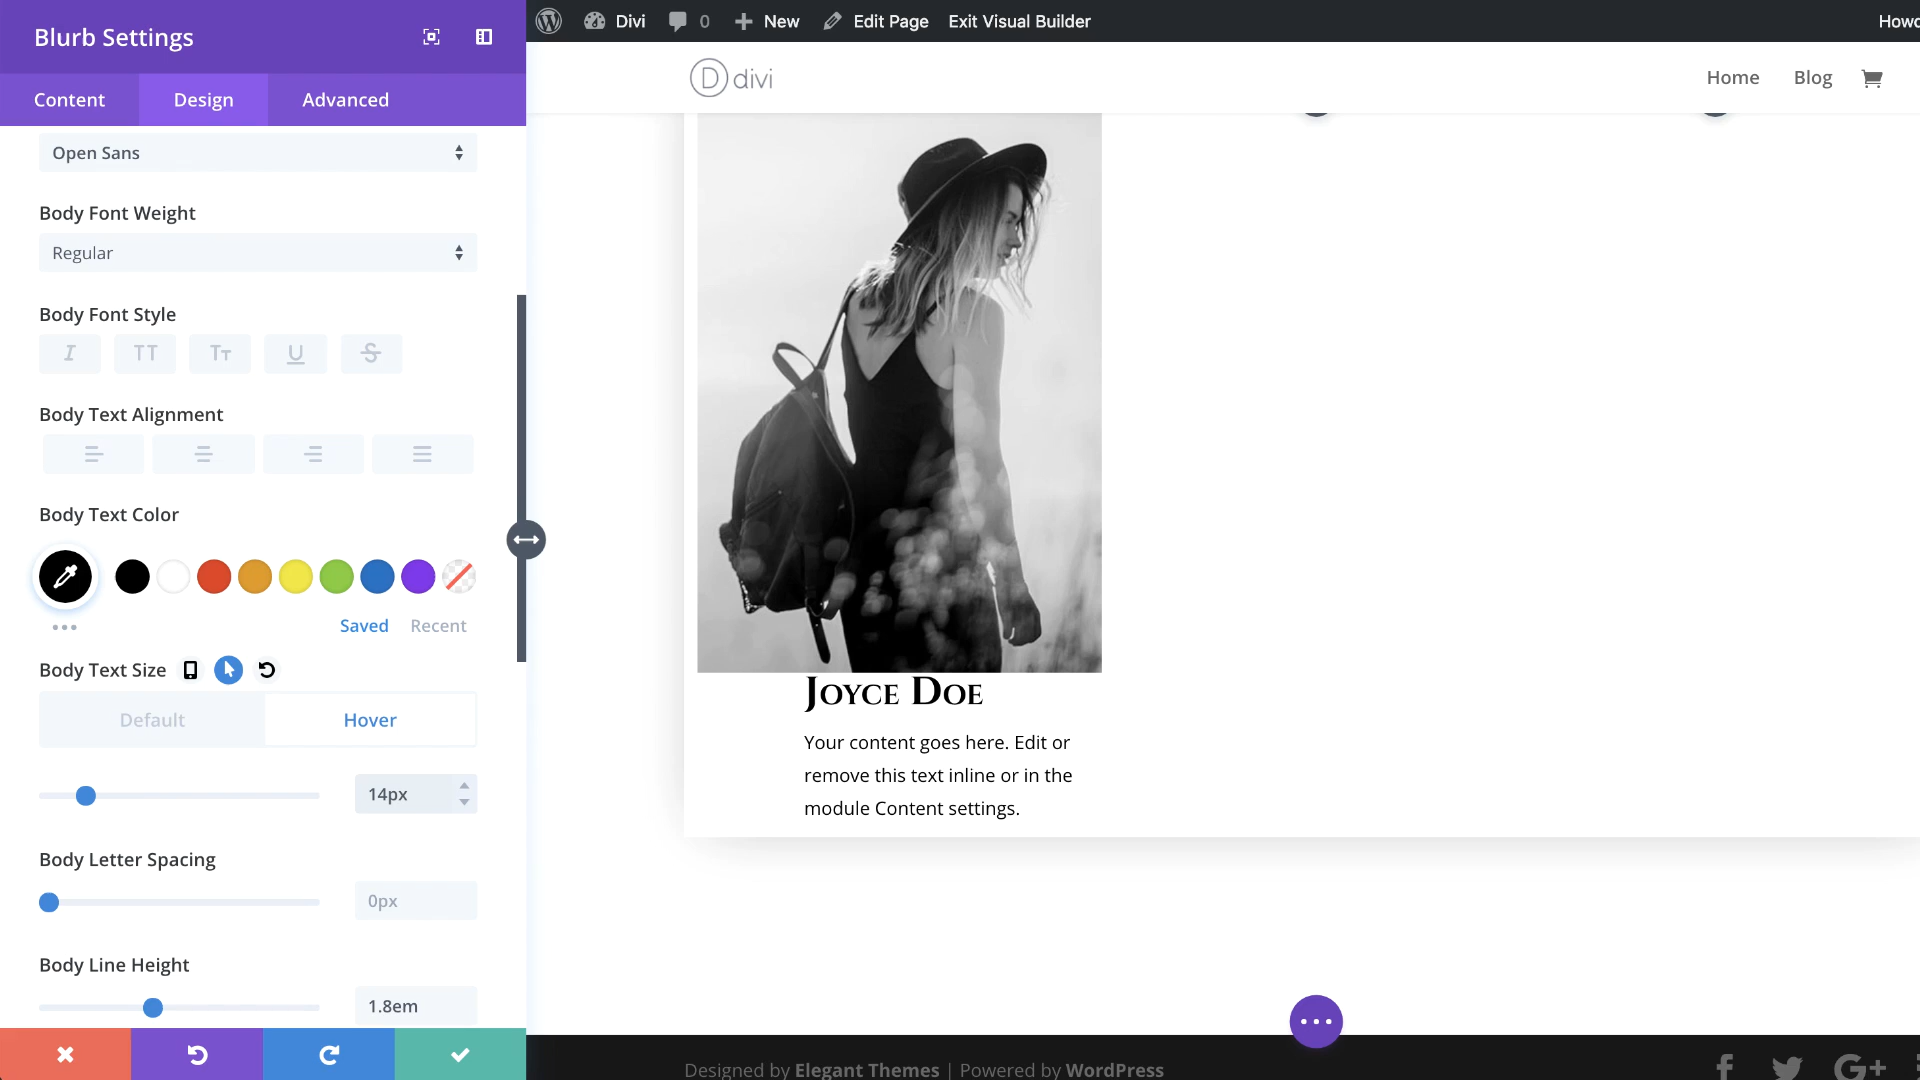 Blurb Settings
Divi
0
New
Edit Page
Exit Visual Builder
Content
Design
Advanced
D divi
Home
Blog
Open Sans
Body Font Weight
Regular
Body Font Style
I
TT
TT
U
S
Body Text Alignment
Body Text Color
Saved
Recent
Body Text Size
Default
Hover
14px
Body Letter Spacing
0px
Body Line Height
1.8em
Joyce Doe
Your content goes here. Edit or
remove this text inline or in the
module Content settings.
Designed by Elegant Themes | Powered by WordPress